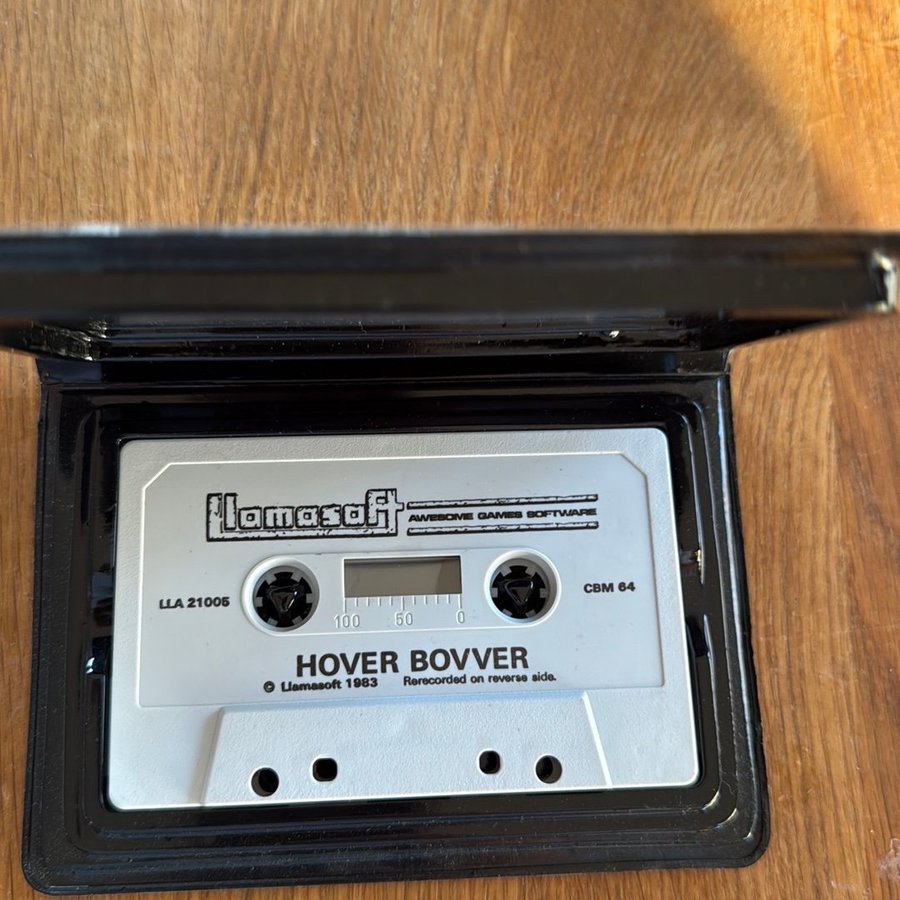 Llamasoft
AWESOME GAMES SOFTWARE
LLA 21005
CBM 64
100 50 0
HOVER BOVVER
© Llamasoft 1983 Rerecorded on reverse side.